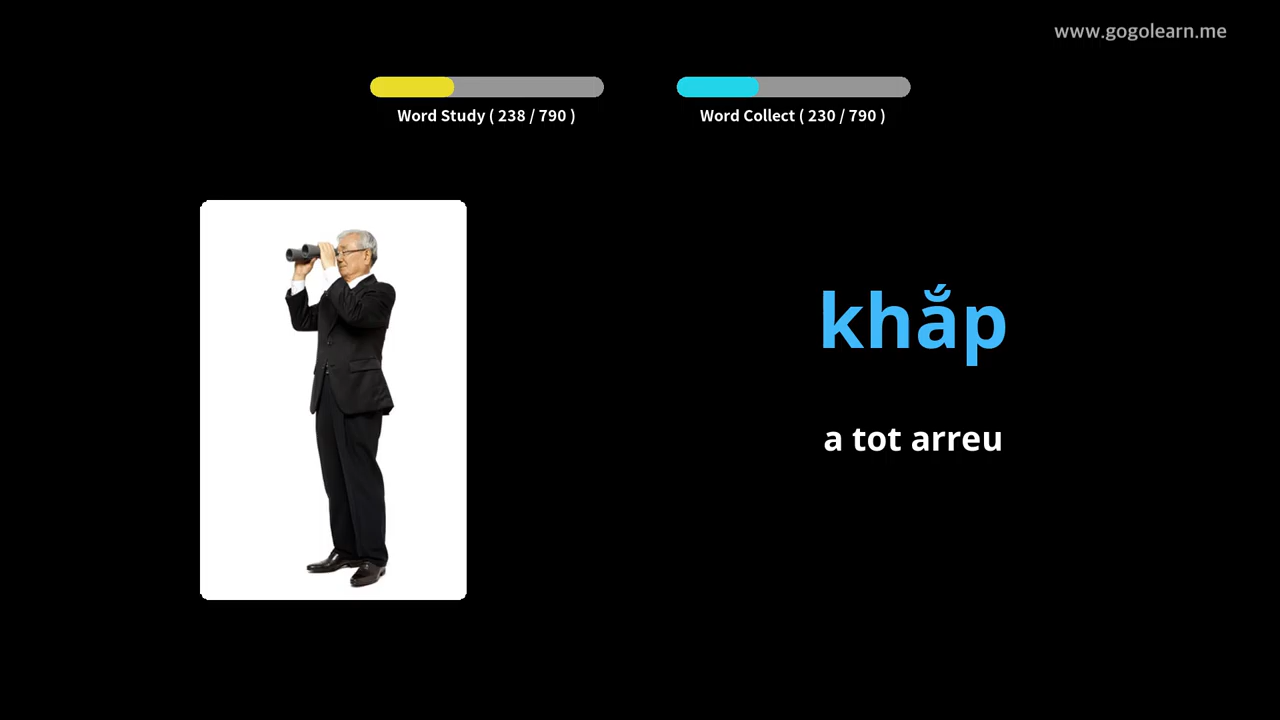 www.gogolearn.me
Word Study ( 238 / 790 )
Word Collect ( 230 / 790 )
khắp
a tot arreu